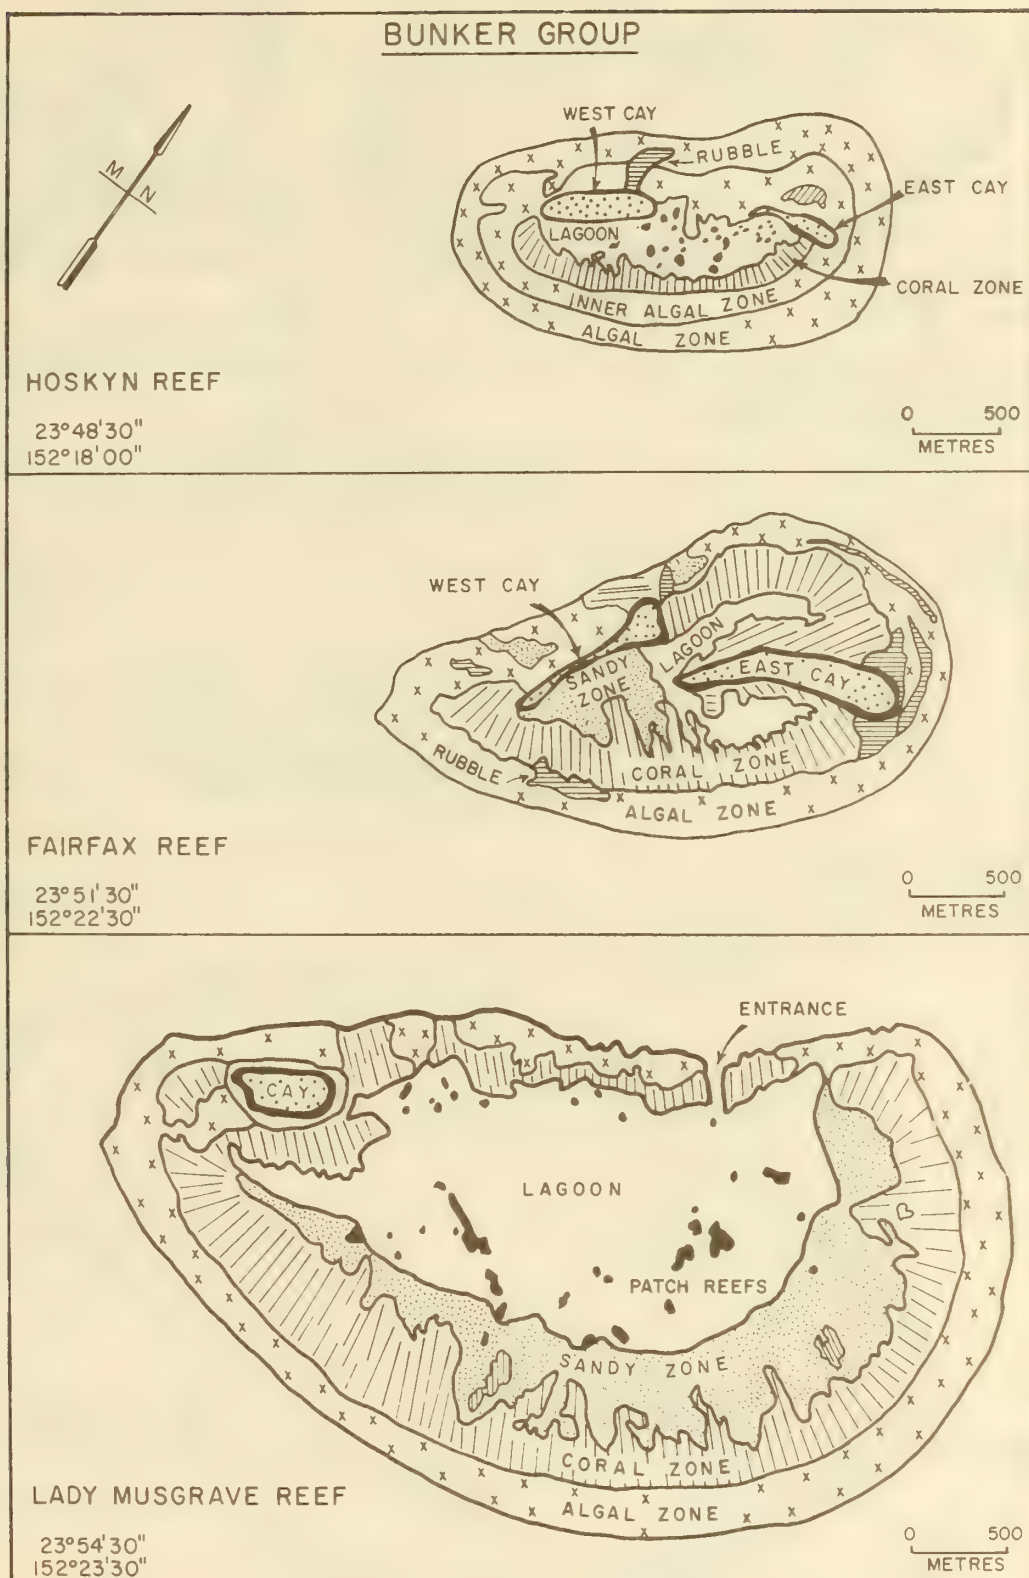 BUNKER GROUP
M N
WEST CAY
RUBBLE
EAST CAY
LAGOON
CORAL ZONE
INNER ALGAL ZONE
ALGAL ZONE
HOSKYN REEF
23°48'30"
152°18'00"
0 500
METRES
WEST CAY
LAGOON
SANDY
ZONE
EAST CAY
RUBBLE
CORAL ZONE
ALGAL ZONE
FAIRFAX REEF
23°51'30"
152°22'30"
0 500
METRES
ENTRANCE
CAY
LAGOON
PATCH REEFS
SANDY ZONE
CORAL ZONE
ALGAL ZONE
LADY MUSGRAVE REEF
23°54'30"
152°23'30"
0 500
METRES